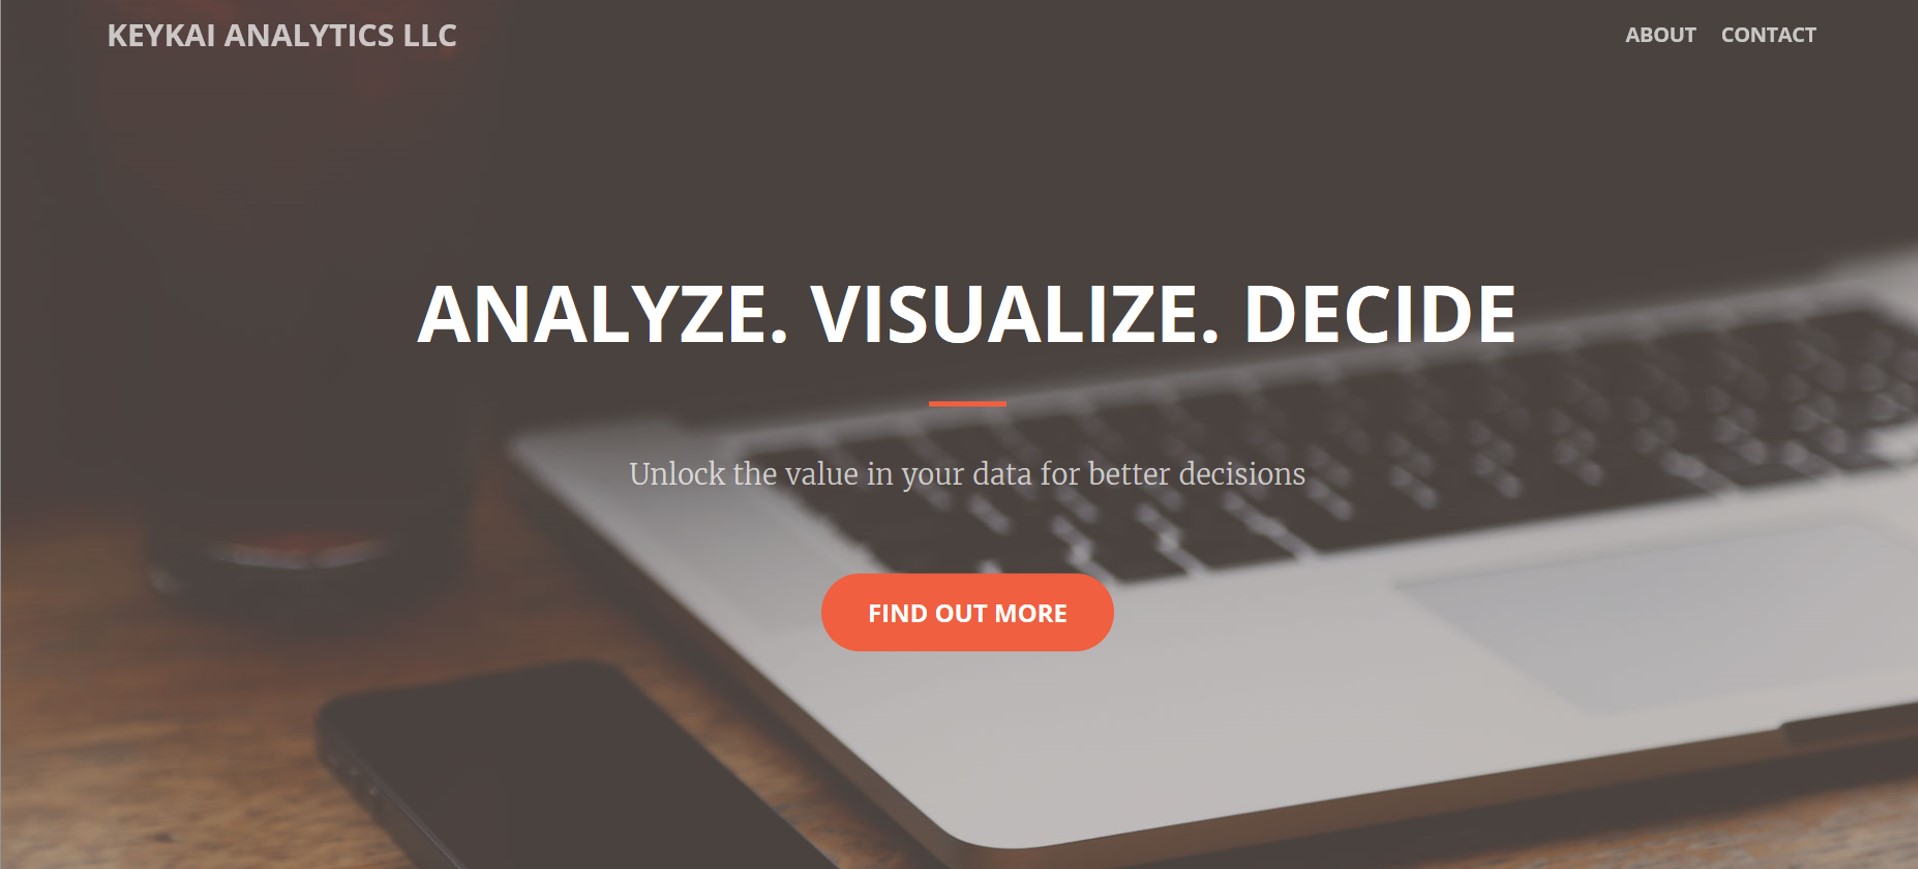 KEYKAI ANALYTICS LLC
ABOUT CONTACT
ANALYZE. VISUALIZE. DECIDE
Unlock the value in your data for better decisions
FIND OUT MORE